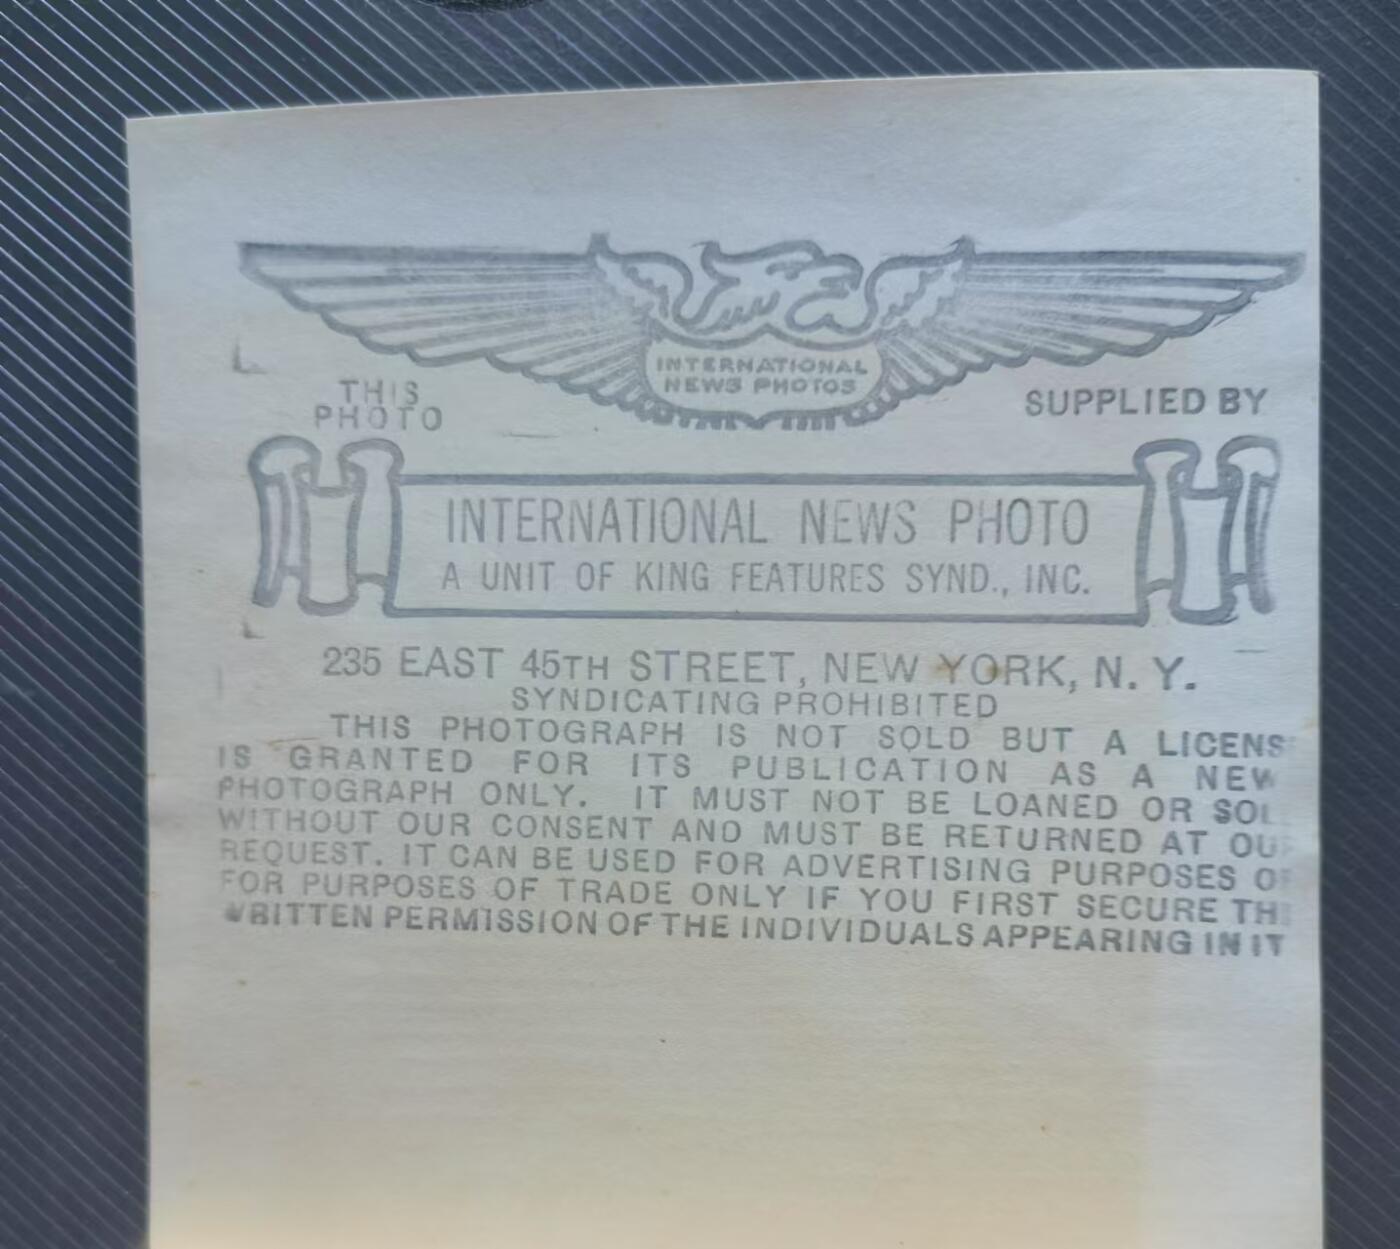 INTERNATIONAL
NEWS PHOTOS
THIS
PHOTO
SUPPLIED BY
INTERNATIONAL NEWS PHOTO
A UNIT OF KING FEATURES SYND., INC.
235 EAST 45TH STREET, NEW YORK, N. Y.
SYNDICATING PROHIBITED
THIS PHOTOGRAPH IS NOT SOLD BUT A LICENS
IS GRANTED FOR ITS PUBLICATION AS A NEW
PHOTOGRAPH ONLY. IT MUST NOT BE LOANED OR SOL
WITHOUT OUR CONSENT AND MUST BE RETURNED AT OUR
REQUEST. IT CAN BE USED FOR ADVERTISING PURPOSES OR
FOR PURPOSES OF TRADE ONLY IF YOU FIRST SECURE THE
WRITTEN PERMISSION OF THE INDIVIDUALS APPEARING IN IT